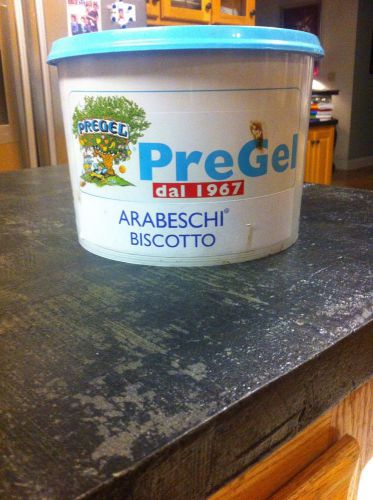 PREGEL
PreGel
dal 1967
ARABESCHI®
BISCOTTO